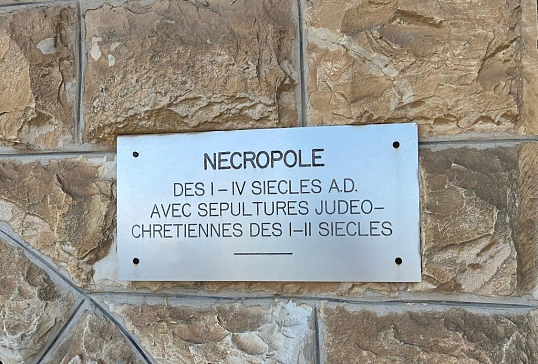 NECROPOLE
DES I-IV SIECLES A.D.
AVEC SEPULTURES JUDEO-
CHRETIENNES DES I-II SIECLES